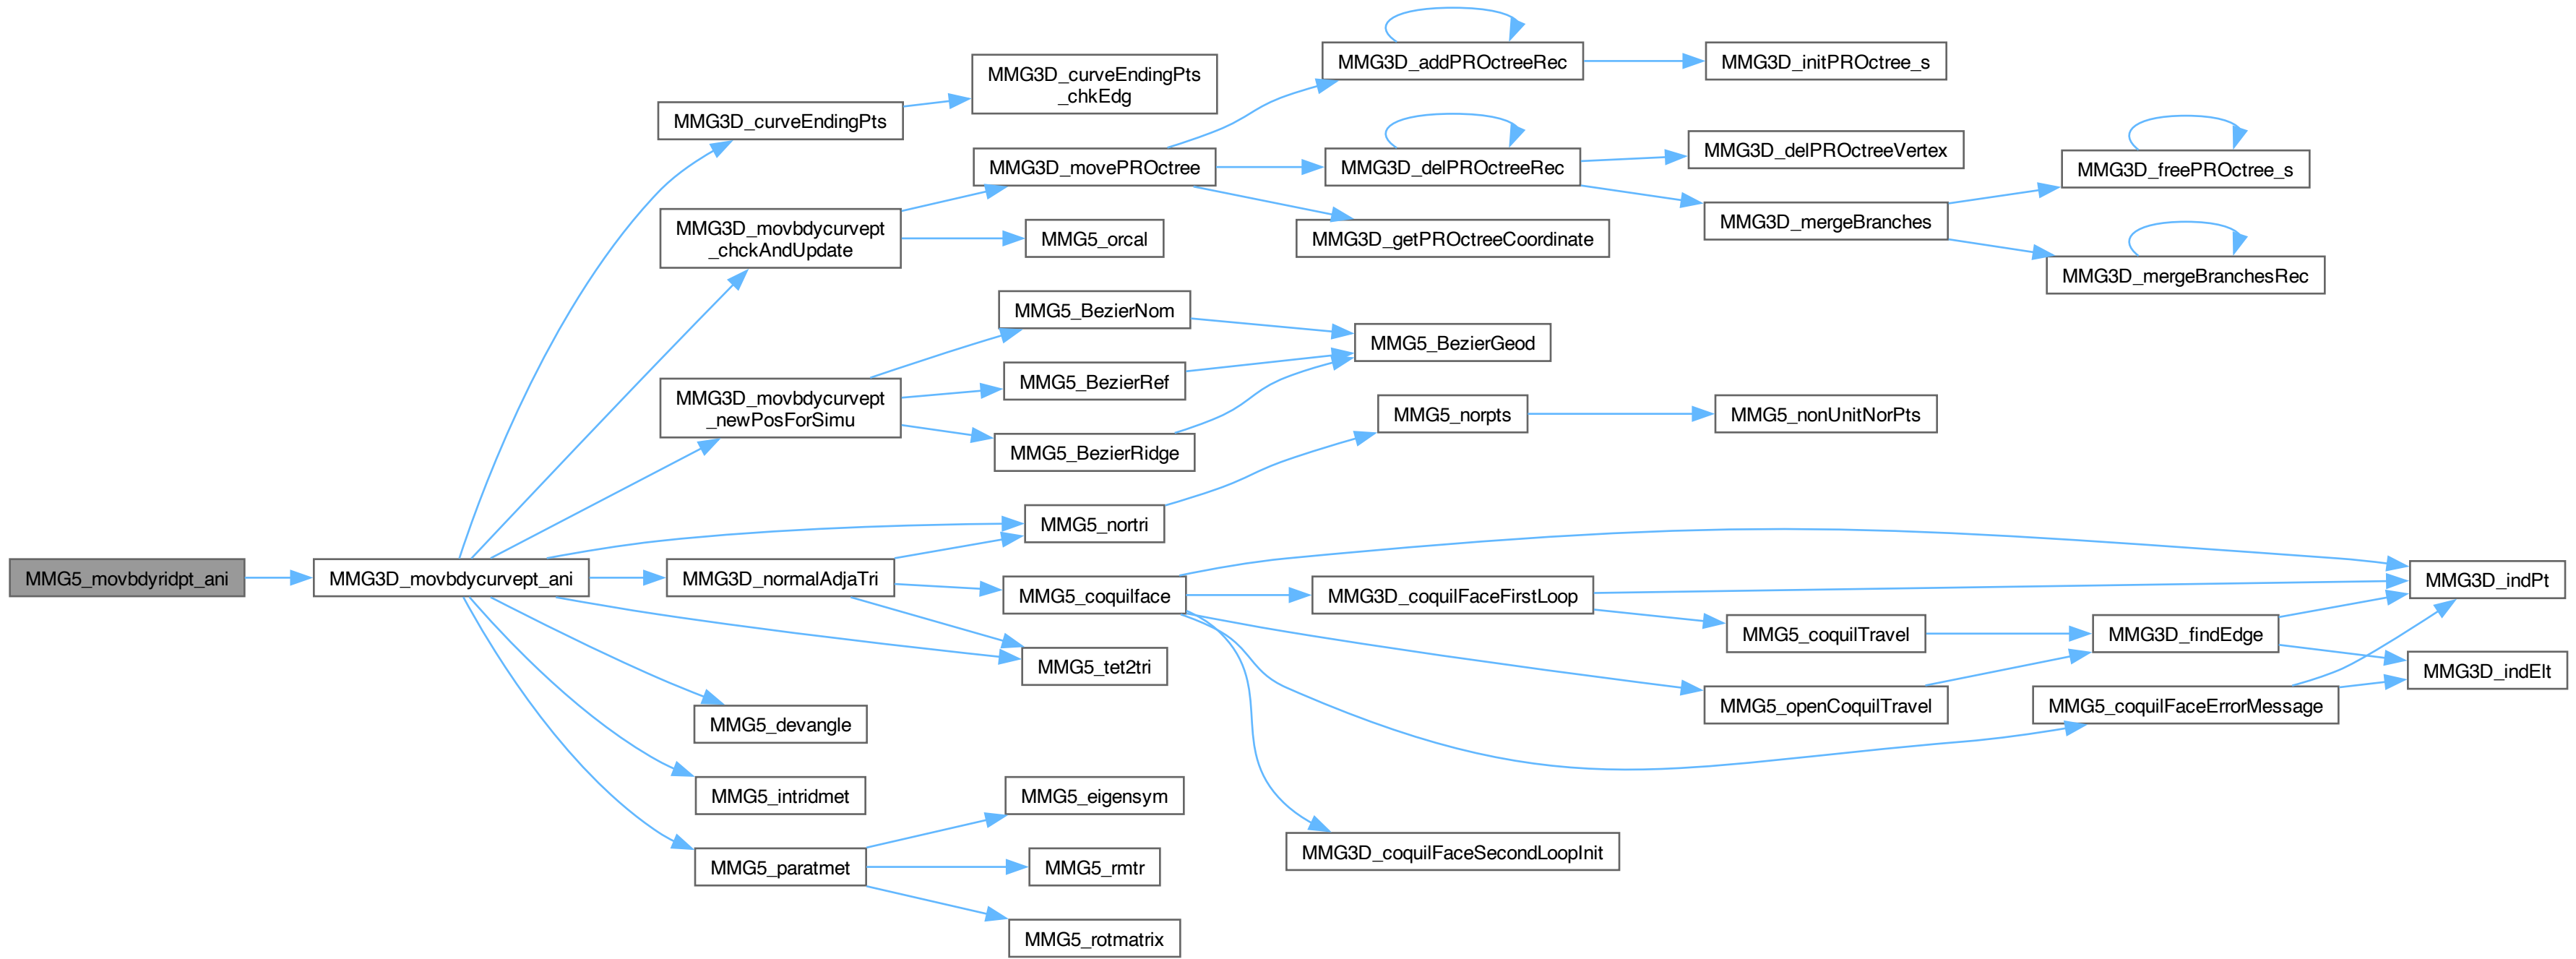 MMG5_movbdyridpt_ani
MMG3D_movbdycurvept_ani
MMG3D_curveEndingPts
MMG3D_curveEndingPts
_chkEdg
MMG3D_movbdycurvept
_chckAndUpdate
MMG3D_movePROctree
MMG3D_addPROctreeRec
MMG3D_initPROctree_s
MMG3D_delPROctreeRec
MMG3D_delPROctreeVertex
MMG3D_mergeBranches
MMG3D_freePROctree_s
MMG3D_mergeBranchesRec
MMG3D_getPROctreeCoordinate
MMG5_orcal
MMG3D_movbdycurvept
_newPosForSimu
MMG5_BezierNom
MMG5_BezierGeod
MMG5_BezierRef
MMG5_BezierRidge
MMG5_nortri
MMG5_norpts
MMG5_nonUnitNorPts
MMG3D_normalAdjaTri
MMG5_coquilface
MMG3D_coquilFaceFirstLoop
MMG3D_indPt
MMG5_coquilTravel
MMG3D_findEdge
MMG3D_indElt
MMG5_openCoquilTravel
MMG5_coquilFaceErrorMessage
MMG3D_coquilFaceSecondLoopInit
MMG5_tet2tri
MMG5_devangle
MMG5_intridmet
MMG5_paratmet
MMG5_eigensym
MMG5_rmtr
MMG5_rotmatrix